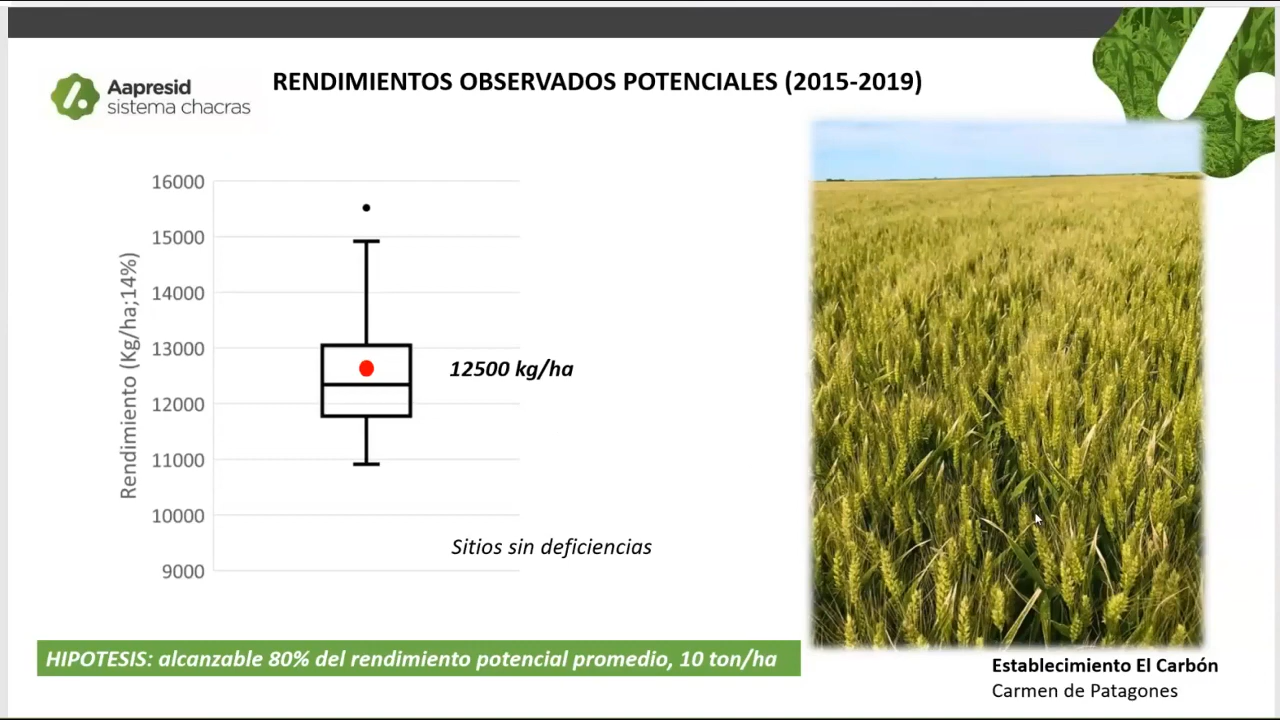 Aapresid
sistema chacras
RENDIMIENTOS OBSERVADOS POTENCIALES (2015-2019)
16000
15000
14000
13000
12000
11000
10000
9000
Rendimiento (Kg/ha;14%)
12500 kg/ha
Sitios sin deficiencias
HIPOTESIS: alcanzable 80% del rendimiento potencial promedio, 10 ton/ha
Establecimiento El Carbón
Carmen de Patagones